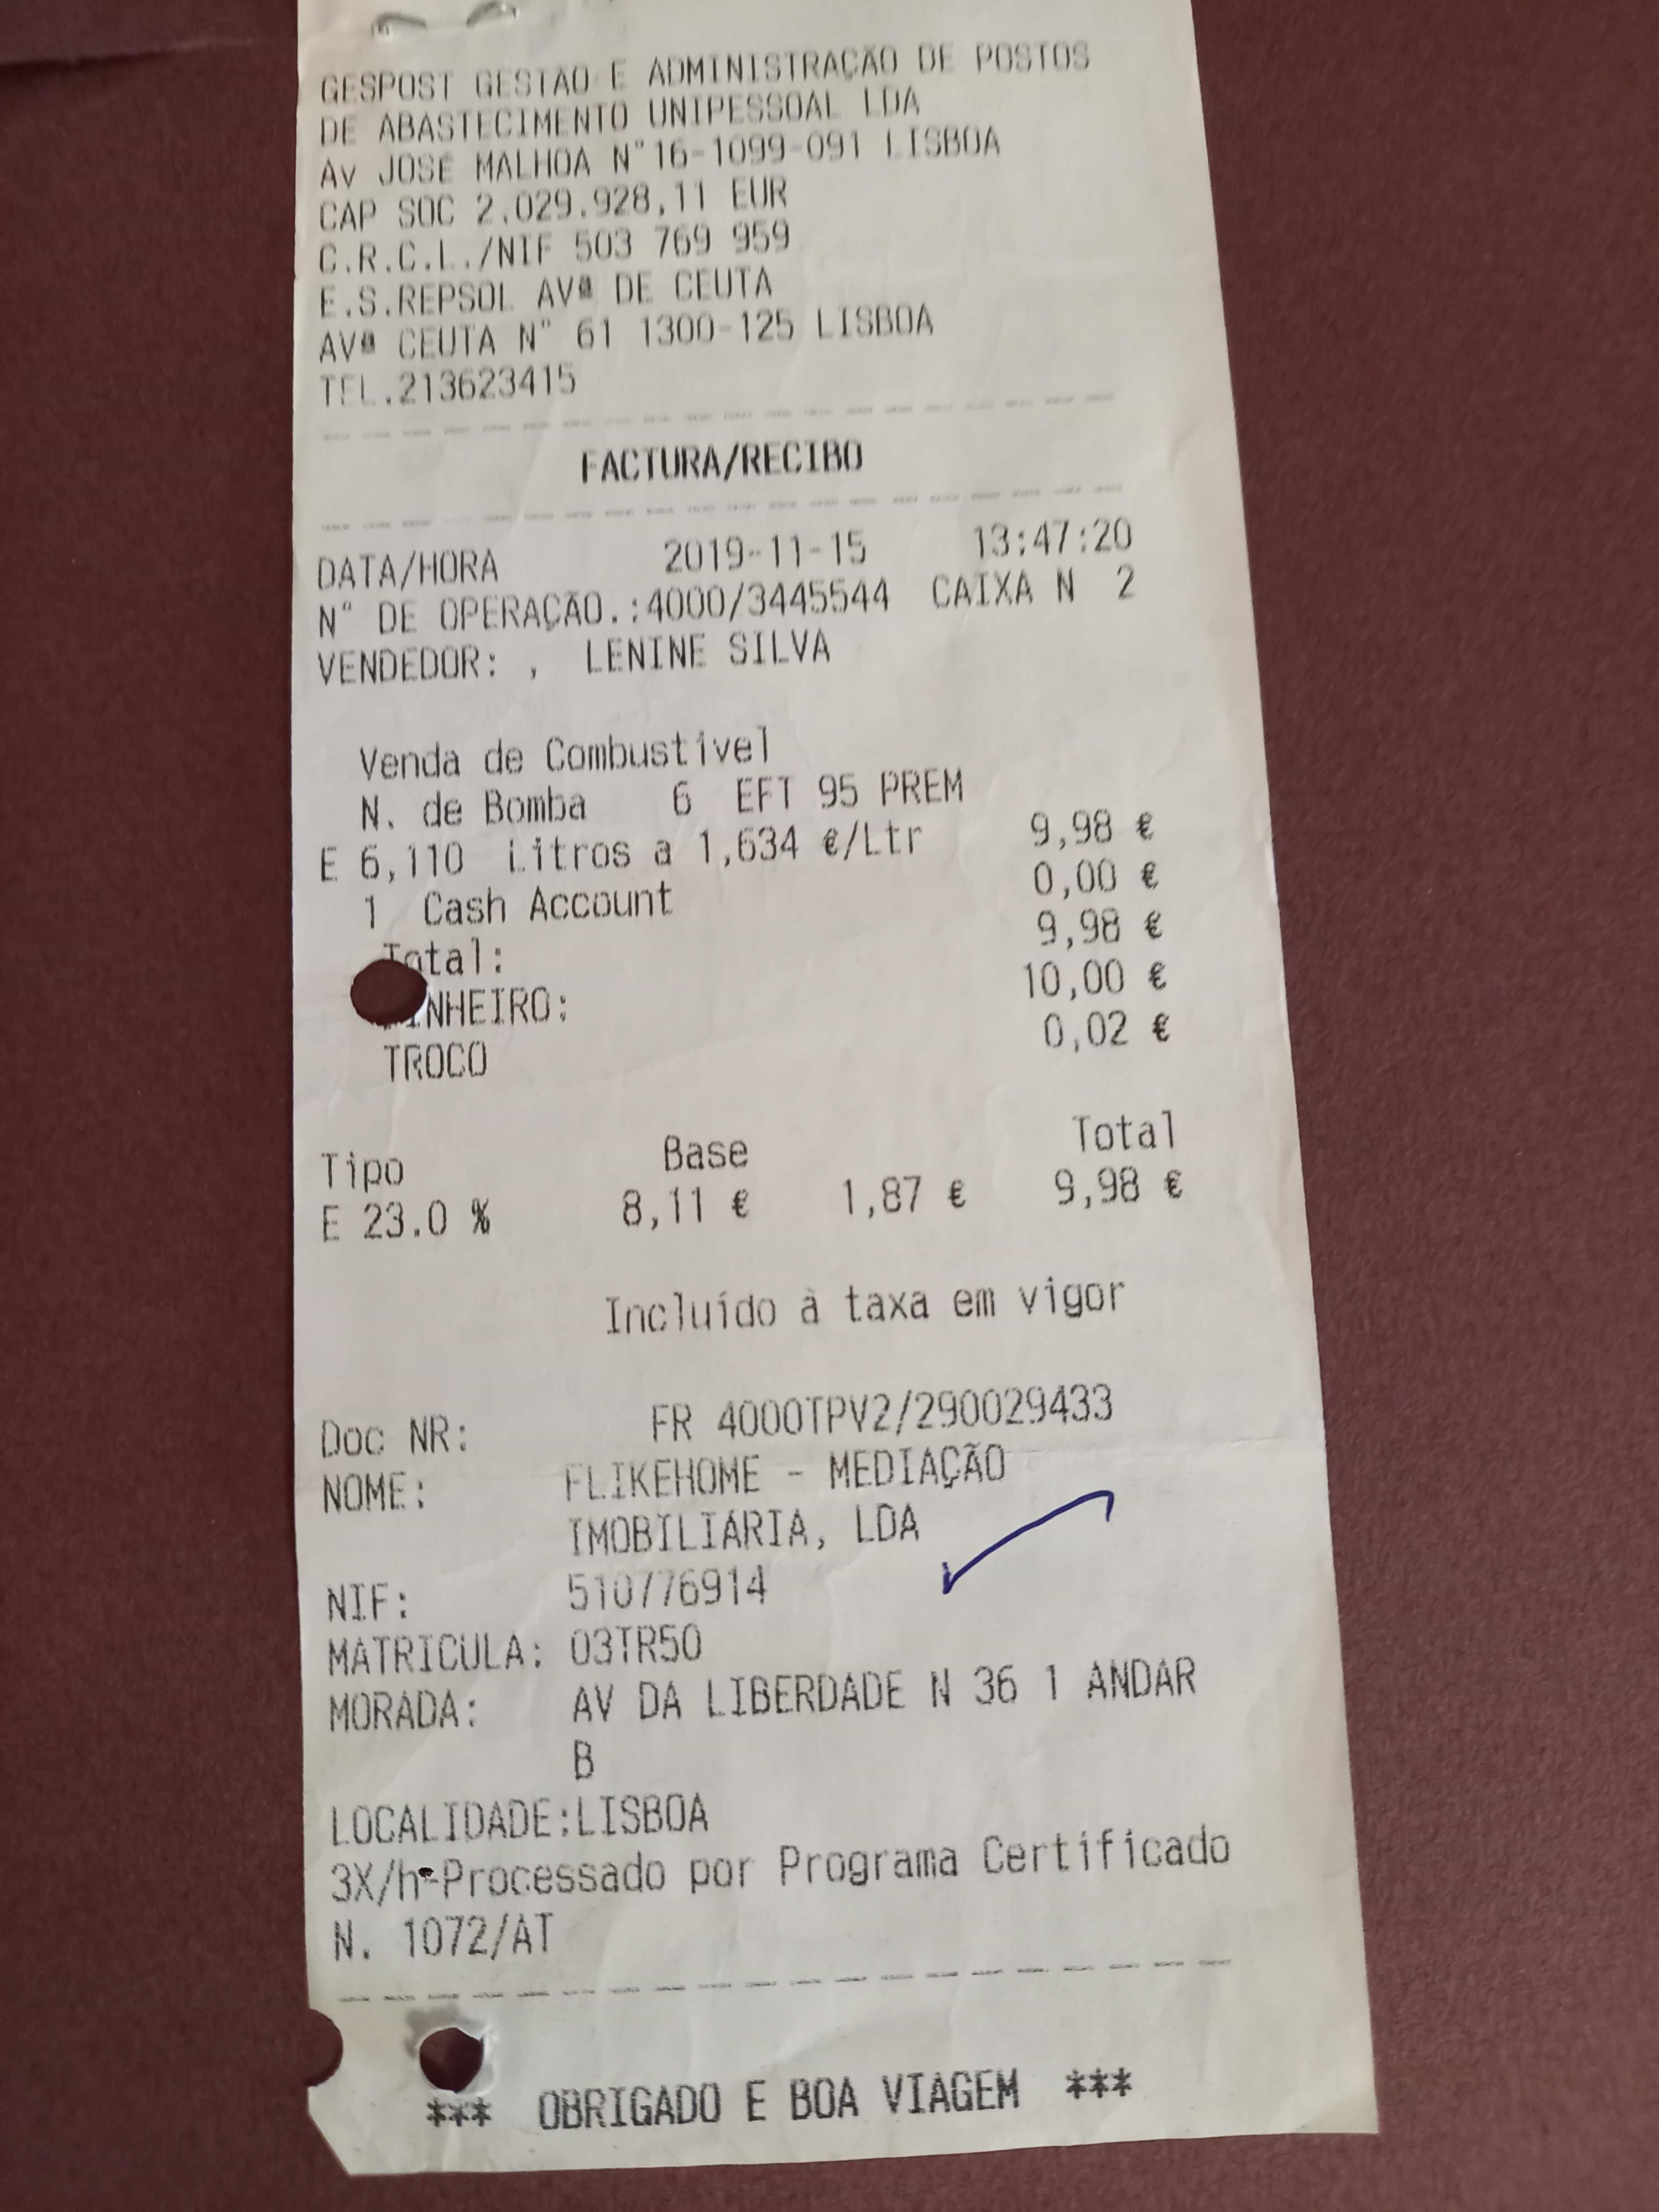 GESPOST GESTÃO E ADMINISTRAÇÃO DE POSTOS
DE ABASTECIMENTO UNIPESSOAL LDA
Av JOSÉ MALHOA N°16-1099-091 LISBOA
CAP SOC 2.029.928,11 EUR
C.R.C.L./NIF 503 769 959
E.S.REPSOL AVª DE CEUTA
AVª CEUTA N° 61 1300-125 LISBOA
TEL.213623415
FACTURA/RECIBO
DATA/HORA 2019-11-15 13:47:20
N° DE OPERAÇÃO.:4000/3445544 CAIXA N 2
VENDEDOR: , LENINE SILVA
Venda de Combustível
N. de Bomba 6 EFT 95 PREM
E 6,110 Litros a 1,634 €/Ltr 9,98 €
1 Cash Account 0,00 €
Total: 9,98 €
DINHEIRO: 10,00 €
TROCO 0,02 €
Tipo Base Total
E 23.0 % 8,11 € 1,87 € 9,98 €
Incluído à taxa em vigor
Doc NR: FR 4000TPV2/290029433
NOME: FLIKEHOME - MEDIAÇÃO
IMOBILIARIA, LDA
NIF: 510776914
MATRICULA: 03TR50
MORADA: AV DA LIBERDADE N 36 1 ANDAR
B
LOCALIDADE:LISBOA
3X/h-Processado por Programa Certificado
N. 1072/AT
*** OBRIGADO E BOA VIAGEM ***